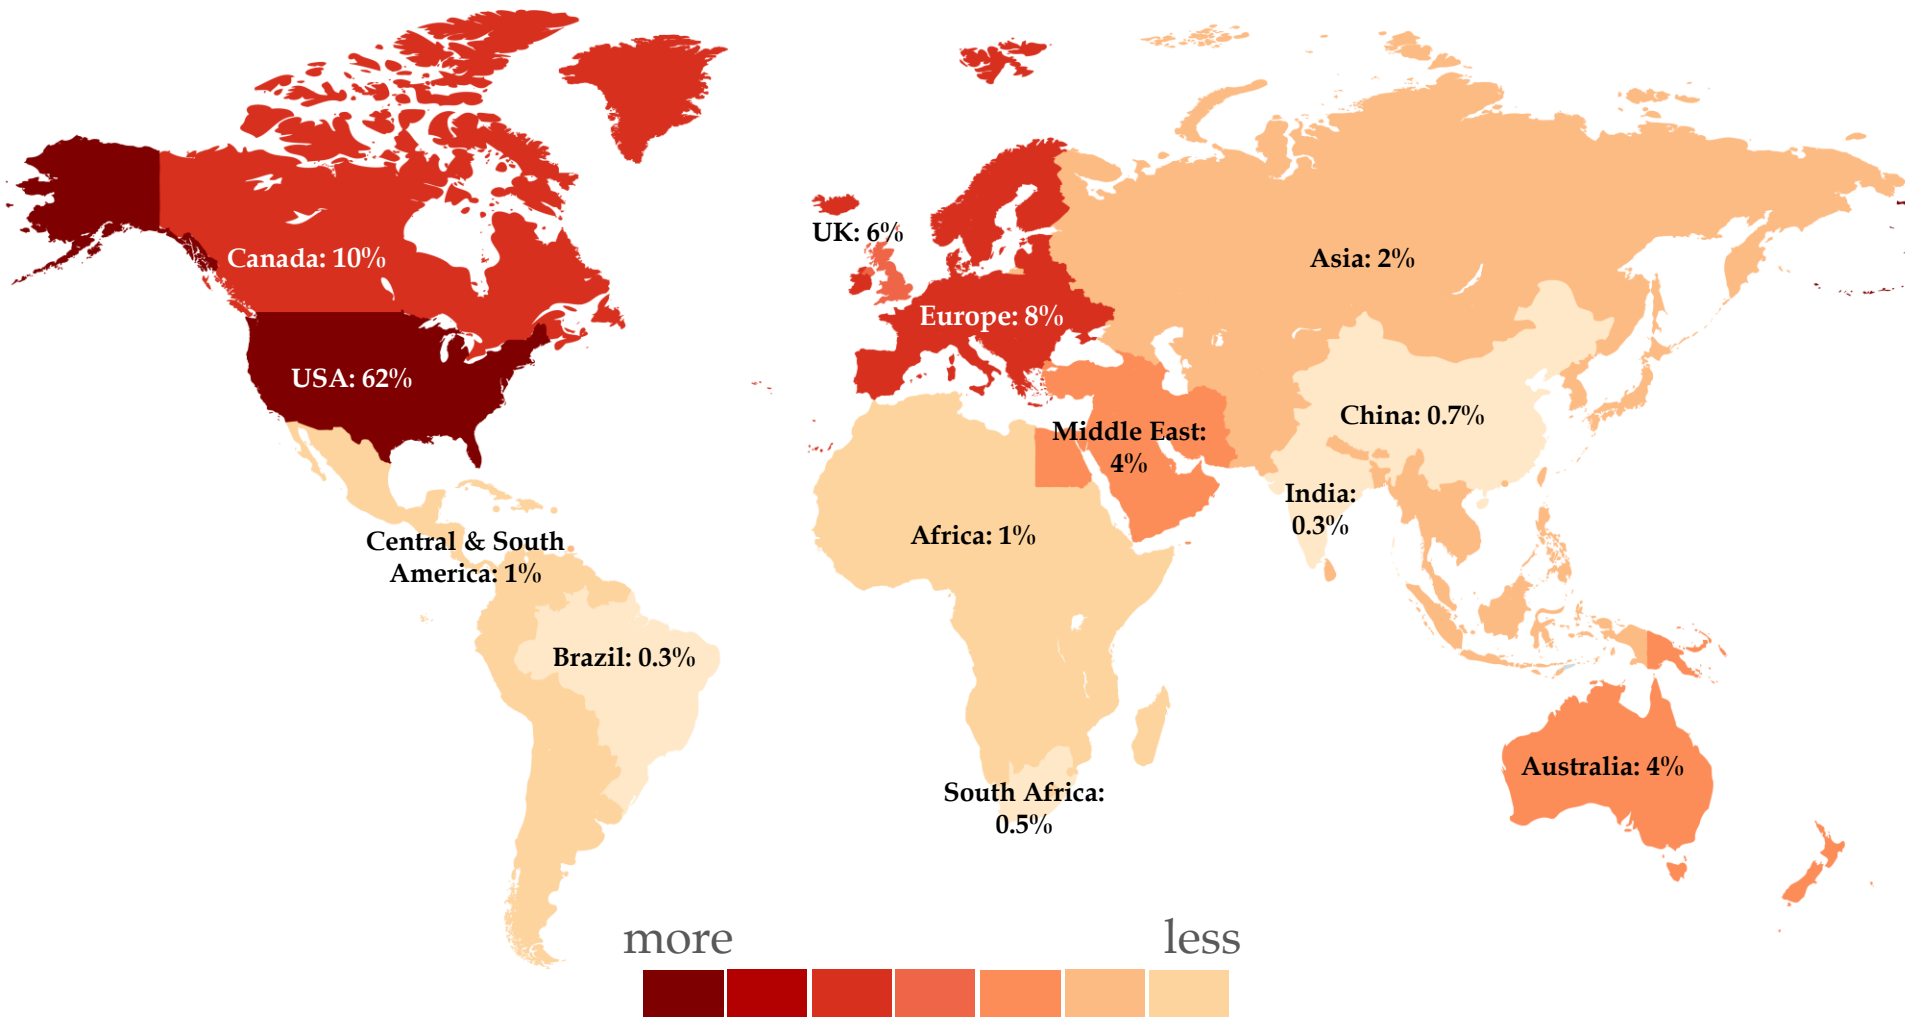 UK: 6%
Canada: 10%
Asia: 2%
Europe: 8%
USA: 62%
China: 0.7%
Middle East:
4%
India:
0.3%
Central & South
America: 1%
Africa: 1%
Brazil: 0.3%
Australia: 4%
South Africa:
0.5%
more
less